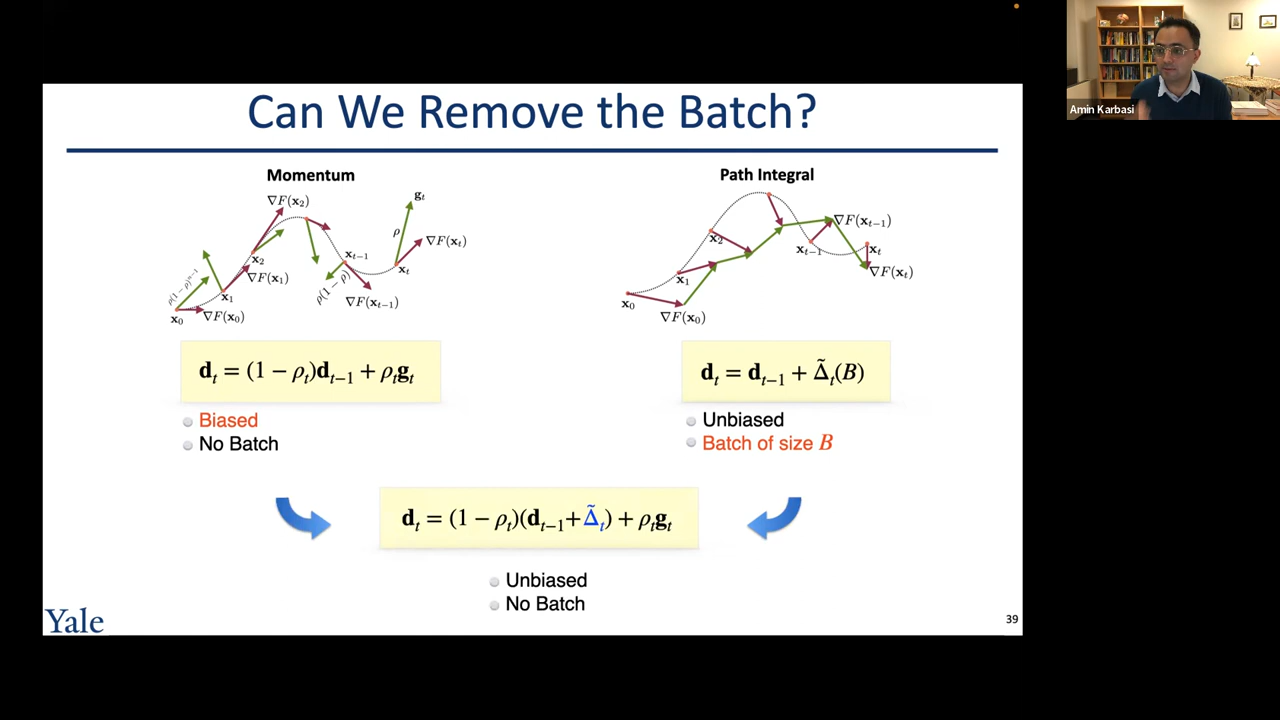 Amin Karbasi
Can We Remove the Batch?
Momentum
∇F(x₂)
gₜ
ρ
∇F(xₜ)
xₜ₋₁
x₂
xₜ
∇F(x₁)
ρ(1 − ρ)
∇F(xₜ₋₁)
x₁
x₀
∇F(x₀)
Path Integral
∇F(xₜ₋₁)
x₂
xₜ₋₁
xₜ
∇F(xₜ)
x₁
x₀
∇F(x₀)
dₜ = (1 − ρₜ)dₜ₋₁ + ρₜgₜ
Biased
No Batch
dₜ = dₜ₋₁ + Δ̃ₜ(B)
Unbiased
Batch of size B
dₜ = (1 − ρₜ)(dₜ₋₁+Δ̃ₜ) + ρₜgₜ
Unbiased
No Batch
Yale
39